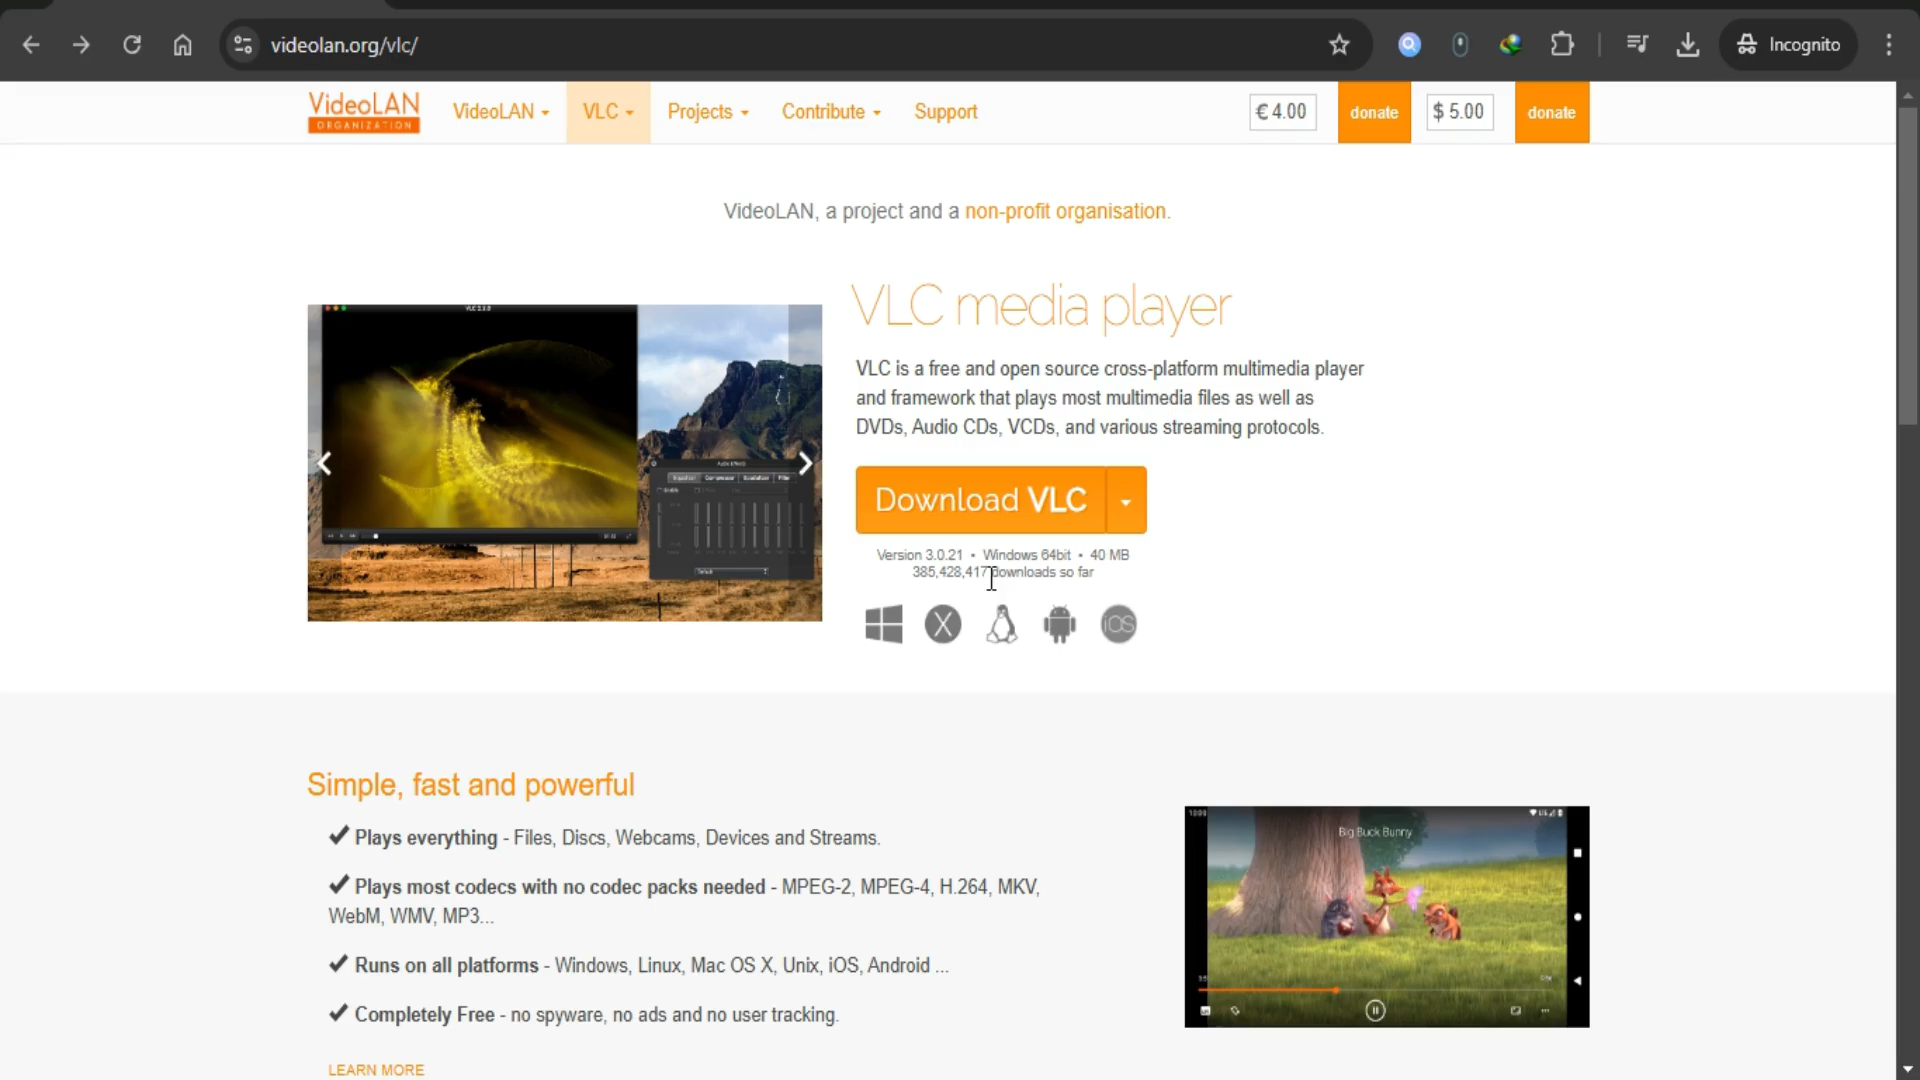 videolan.org/vlc/
Incognito
VideoLAN
ORGANIZATION
VideoLAN
VLC
Projects
Contribute
Support
€ 4.00
donate
$ 5.00
donate
VideoLAN, a project and a non-profit organisation.
VLC media player
VLC is a free and open source cross-platform multimedia player
and framework that plays most multimedia files as well as
DVDs, Audio CDs, VCDs, and various streaming protocols.
Download VLC
Version 3.0.21 • Windows 64bit • 40 MB
385,428,417 downloads so far
X
iOS
Simple, fast and powerful
Plays everything - Files, Discs, Webcams, Devices and Streams.
Plays most codecs with no codec packs needed - MPEG-2, MPEG-4, H.264, MKV,
WebM, WMV, MP3...
Runs on all platforms - Windows, Linux, Mac OS X, Unix, iOS, Android ...
Completely Free - no spyware, no ads and no user tracking.
LEARN MORE
Big Buck Bunny